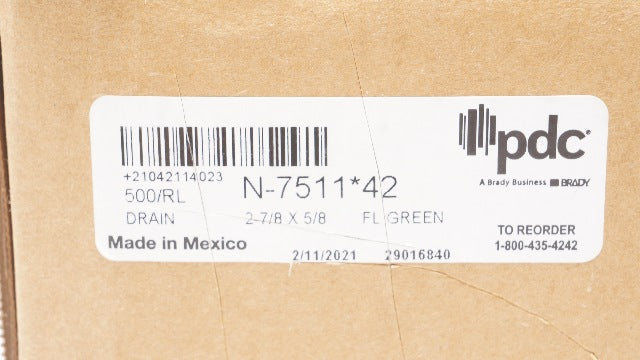 pdc
A Brady Business BRADY
+21042114023
500/RL N-7511*42
DRAIN 2-7/8 X 5/8 FL GREEN
Made in Mexico
2/11/2021 29016840
TO REORDER
1-800-435-4242